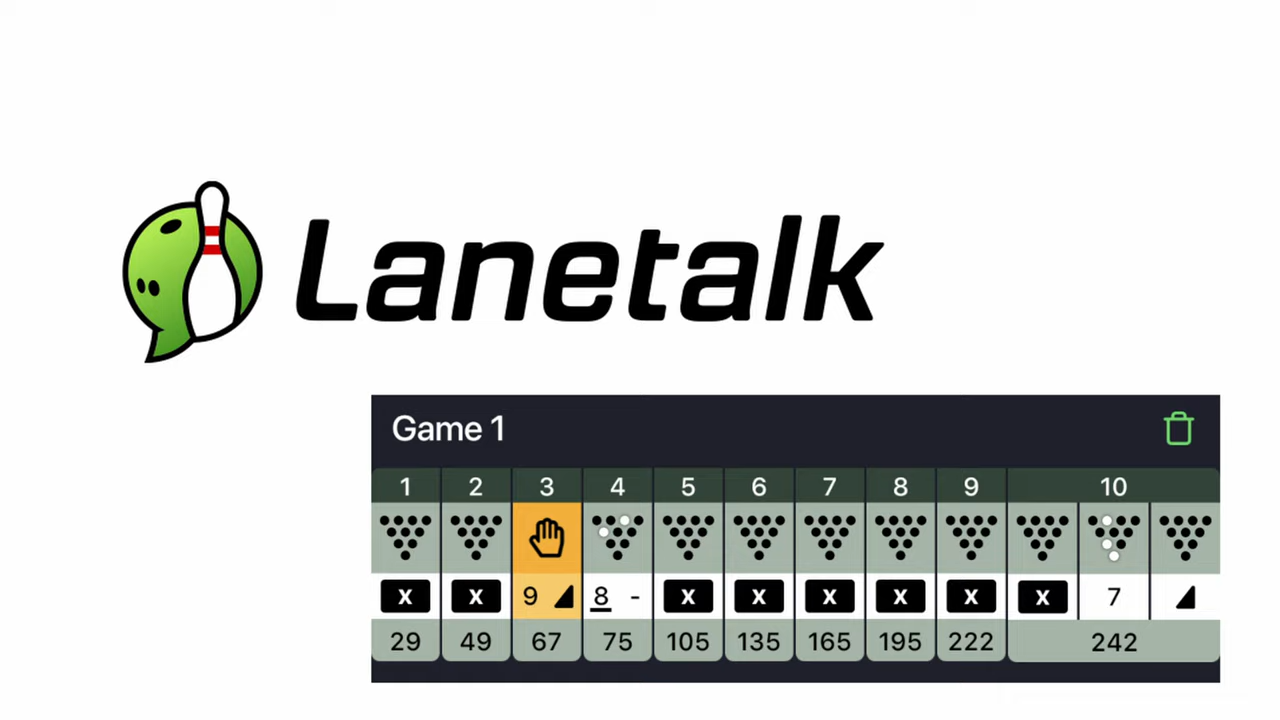 Lanetalk
Game 1
1 2 3 4 5 6 7 8 9 10
X X 9 8 - X X X X X X 7
29 49 67 75 105 135 165 195 222 242